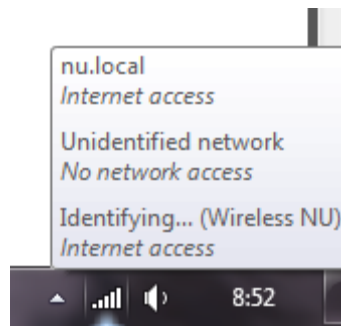 nu.local
Internet access
Unidentified network
No network access
Identifying... (Wireless NU)
Internet access
8:52